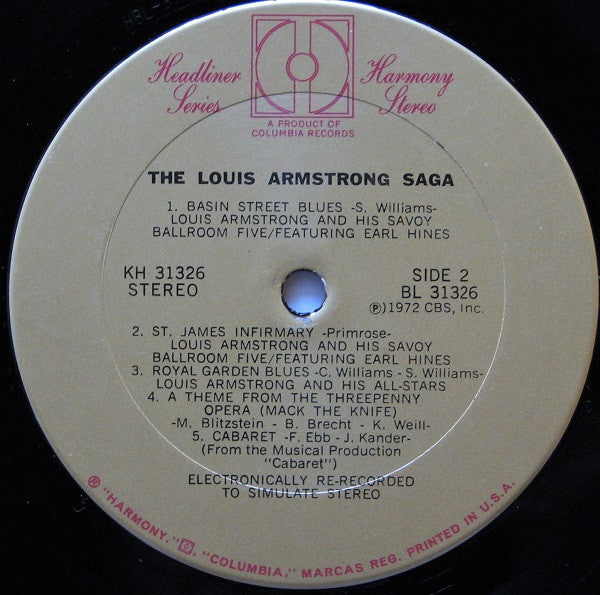 Headliner Series
Harmony Stereo
A PRODUCT OF
COLUMBIA RECORDS
THE LOUIS ARMSTRONG SAGA
1. BASIN STREET BLUES -S. Williams-
LOUIS ARMSTRONG AND HIS SAVOY
BALLROOM FIVE/FEATURING EARL HINES
KH 31326
STEREO
SIDE 2
BL 31326
Ⓟ)1972 CBS, Inc.
2. ST. JAMES INFIRMARY -Primrose-
LOUIS ARMSTRONG AND HIS SAVOY
BALLROOM FIVE/FEATURING EARL HINES
3. ROYAL GARDEN BLUES -C. Williams - S. Williams-
LOUIS ARMSTRONG AND HIS ALL-STARS
4. A THEME FROM THE THREEPENNY
OPERA (MACK THE KNIFE)
-M. Blitzstein - B. Brecht - K. Weill-
5. CABARET -F. Ebb - J. Kander-
(From the Musical Production
"Cabaret")
ELECTRONICALLY RE-RECORDED
TO SIMULATE STEREO
® "HARMONY," "COLUMBIA," MARCAS REG. PRINTED IN U.S.A.